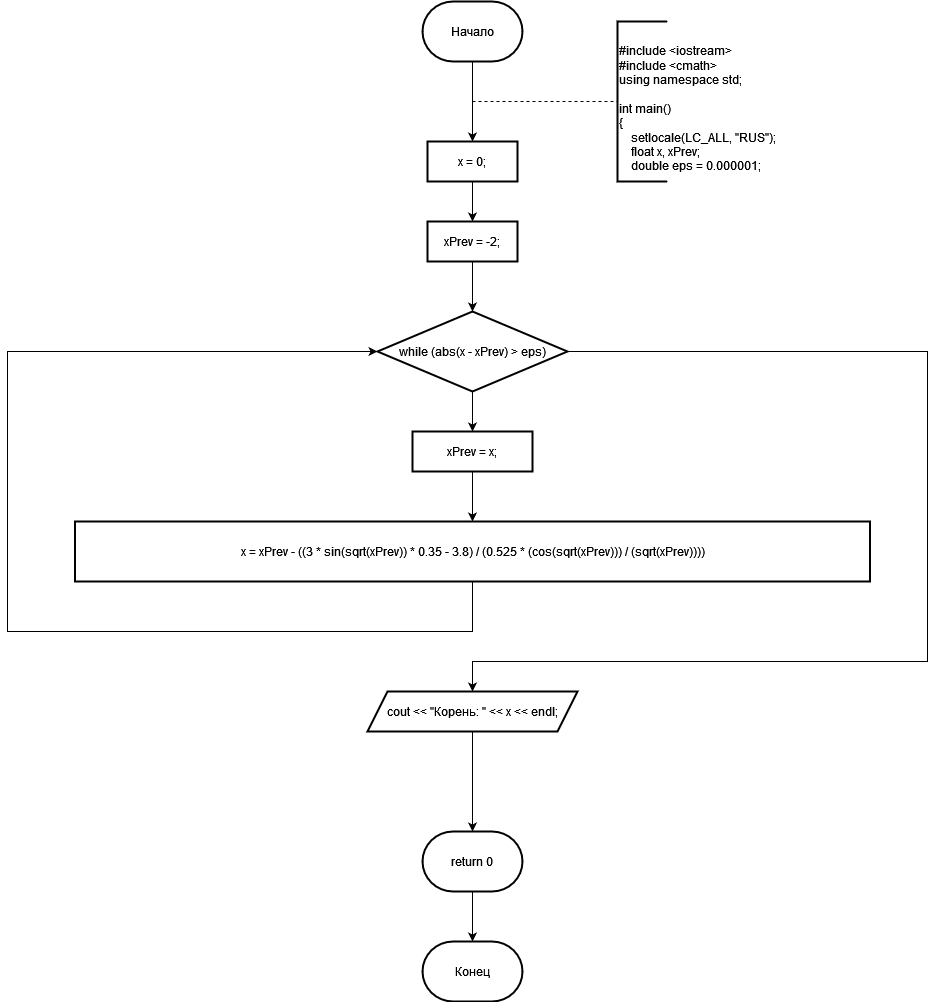 Начало
#include <iostream>
#include <cmath>
using namespace std;
int main()
{
setlocale(LC_ALL, "RUS");
float x, xPrev;
double eps = 0.000001;
x = 0;
xPrev = -2;
while (abs(x - xPrev) > eps)
xPrev = x;
x = xPrev - ((3 * sin(sqrt(xPrev)) * 0.35 - 3.8) / (0.525 * (cos(sqrt(xPrev))) / (sqrt(xPrev))))
cout << "Корень: " << x << endl;
return 0
Конец